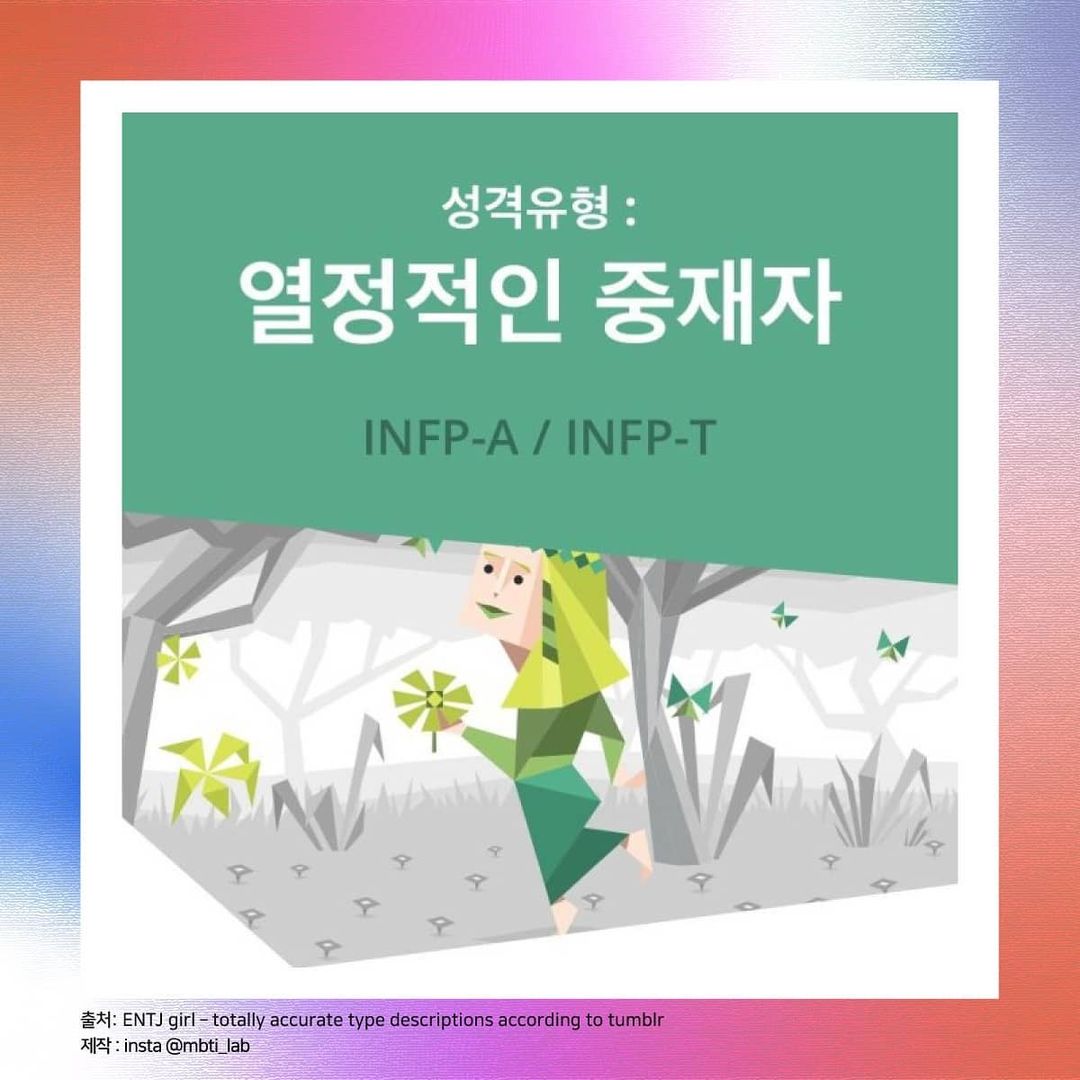 성격유형 :
열정적인 중재자
INFP-A / INFP-T
출처: ENTJ girl – totally accurate type descriptions according to tumblr
제작 : insta @mbti_lab